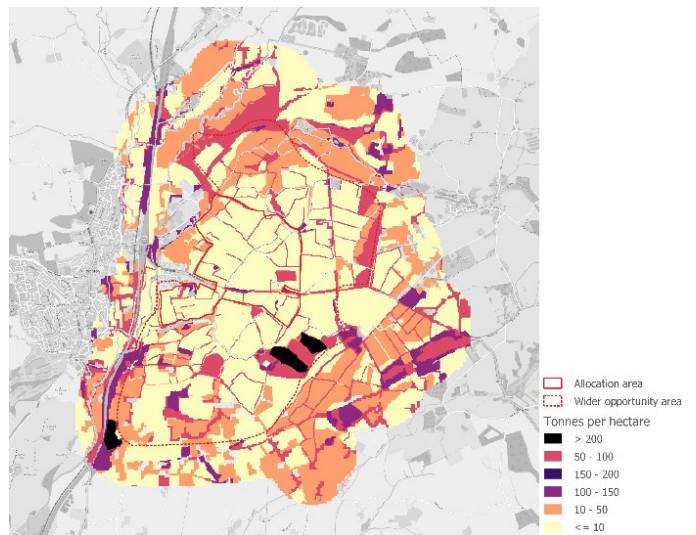 Allocation area
Wider opportunity area
Tonnes per hectare
> 200
50 - 100
150 - 200
100 - 150
10 - 50
<= 10